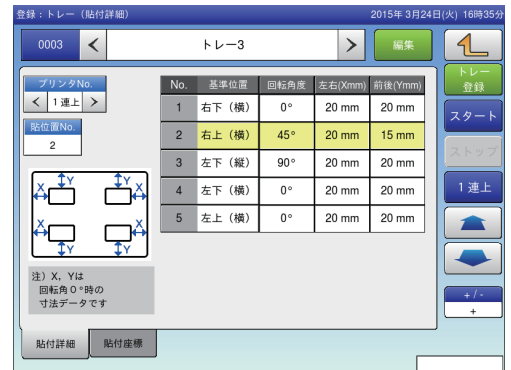 登録：トレー（貼付詳細）
2015年 3月24日(火) 16時35分
0003 < トレー3 > 編集
プリンタNo.
< 1連上 >
貼位置No.
2
No. 基準位置 回転角度 左右(Xmm) 前後(Ymm)
1 右下（横） 0° 20 mm 20 mm
2 右上（横） 45° 20 mm 15 mm
3 左下（縦） 90° 20 mm 20 mm
4 左下（横） 0° 20 mm 20 mm
5 左上（横） 0° 20 mm 20 mm
X Y Y X
X Y Y X
注）X，Yは
回転角０°時の
寸法データです
貼付詳細 貼付座標
トレー
登録
スタート
ストップ
1連上
+ / -
+